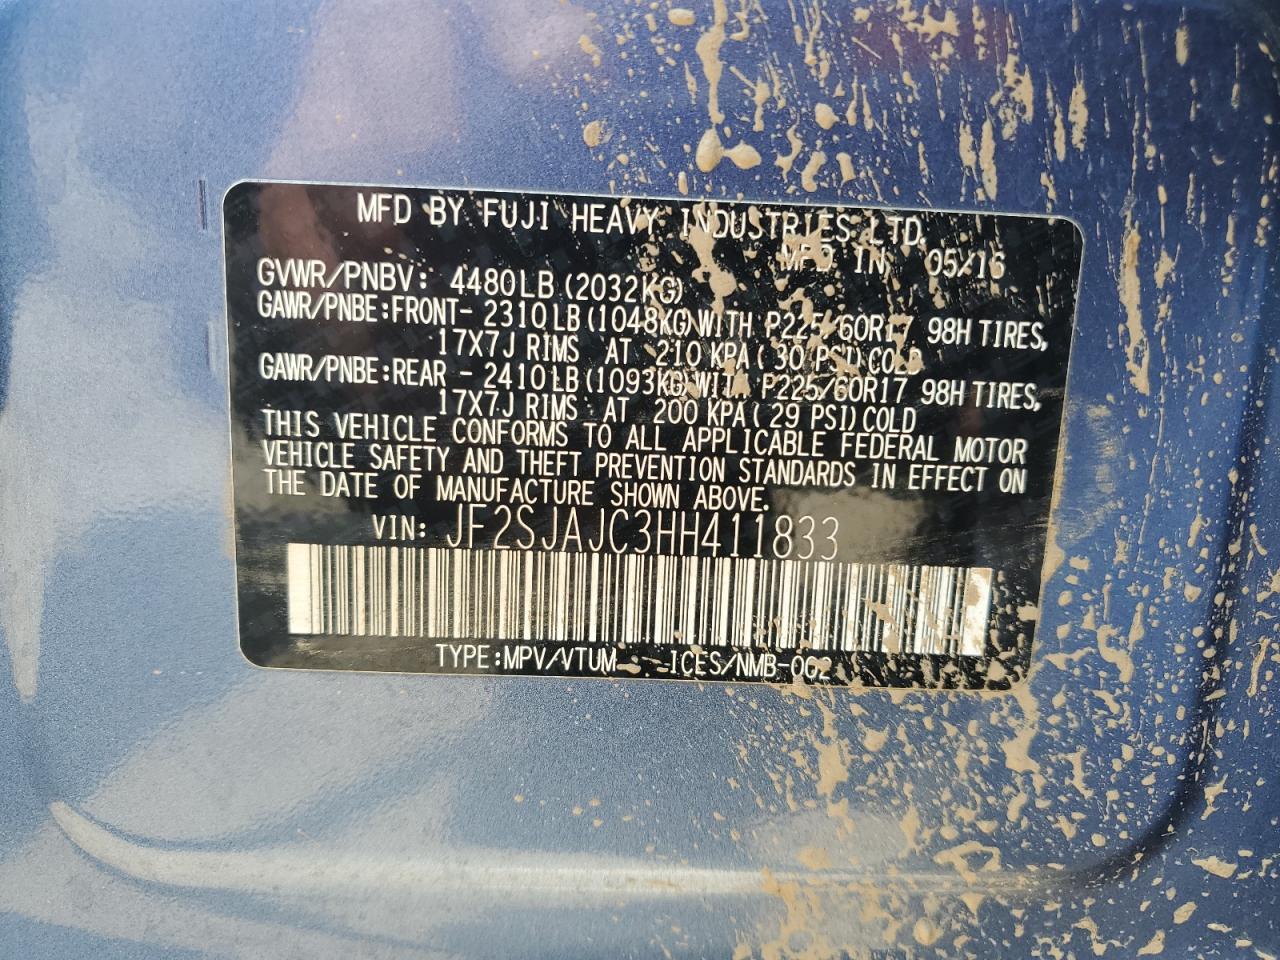 MFD BY FUJI HEAVY INDUSTRIES LTD.
MFD IN 05/16
GVWR/PNBV: 4480LB (2032KG)
GAWR/PNBE:FRONT- 2310LB(1048KG)WITH P225/60R17 98H TIRES,
17X7J RIMS AT 210 KPA( 30 PSI)COLD
GAWR/PNBE:REAR - 2410LB(1093KG)WITH P225/60R17 98H TIRES,
17X7J RIMS AT 200 KPA( 29 PSI)COLD
THIS VEHICLE CONFORMS TO ALL APPLICABLE FEDERAL MOTOR
VEHICLE SAFETY AND THEFT PREVENTION STANDARDS IN EFFECT ON
THE DATE OF MANUFACTURE SHOWN ABOVE.
VIN: JF2SJAJC3HH411833
TYPE:MPV/VTUM ICES/NMB-002